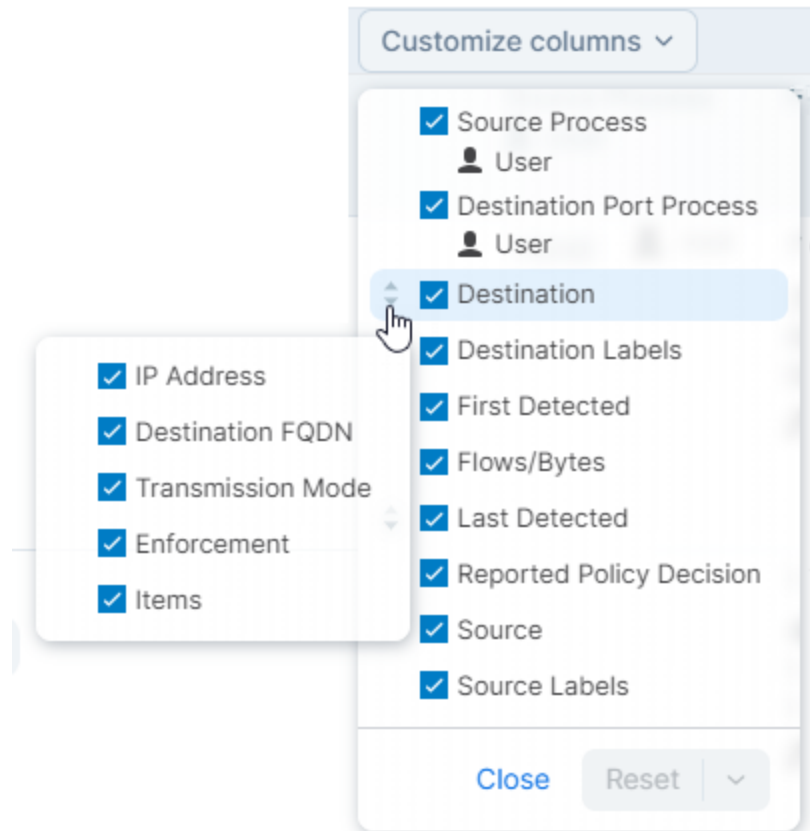 Customize columns
Source Process
User
Destination Port Process
User
Destination
Destination Labels
First Detected
Flows/Bytes
Last Detected
Reported Policy Decision
Source
Source Labels
IP Address
Destination FQDN
Transmission Mode
Enforcement
Items
Close
Reset